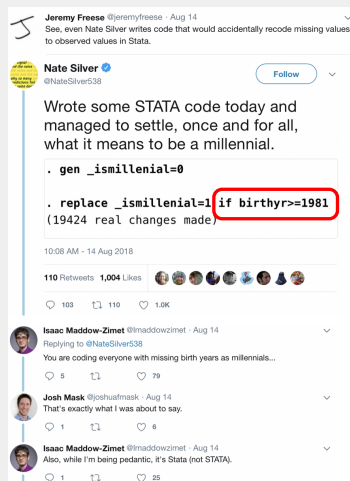 Jeremy Freese @jeremyfreese · Aug 14
See, even Nate Silver writes code that would accidentally recode missing values
to observed values in Stata.
Nate Silver
@NateSilver538
Follow
Wrote some STATA code today and
managed to settle, once and for all,
what it means to be a millennial.
. gen _ismillenial=0
. replace _ismillenial=1 if birthyr>=1981
(19424 real changes made)
10:08 AM - 14 Aug 2018
110 Retweets 1,004 Likes
103 110 1.0K
Isaac Maddow-Zimet @Imaddowzimet · Aug 14
Replying to @NateSilver538
You are coding everyone with missing birth years as millennials...
5 79
Josh Mask @joshuafmask · Aug 14
That's exactly what I was about to say.
1 6
Isaac Maddow-Zimet @Imaddowzimet · Aug 14
Also, while I'm being pedantic, it's Stata (not STATA).
1 25